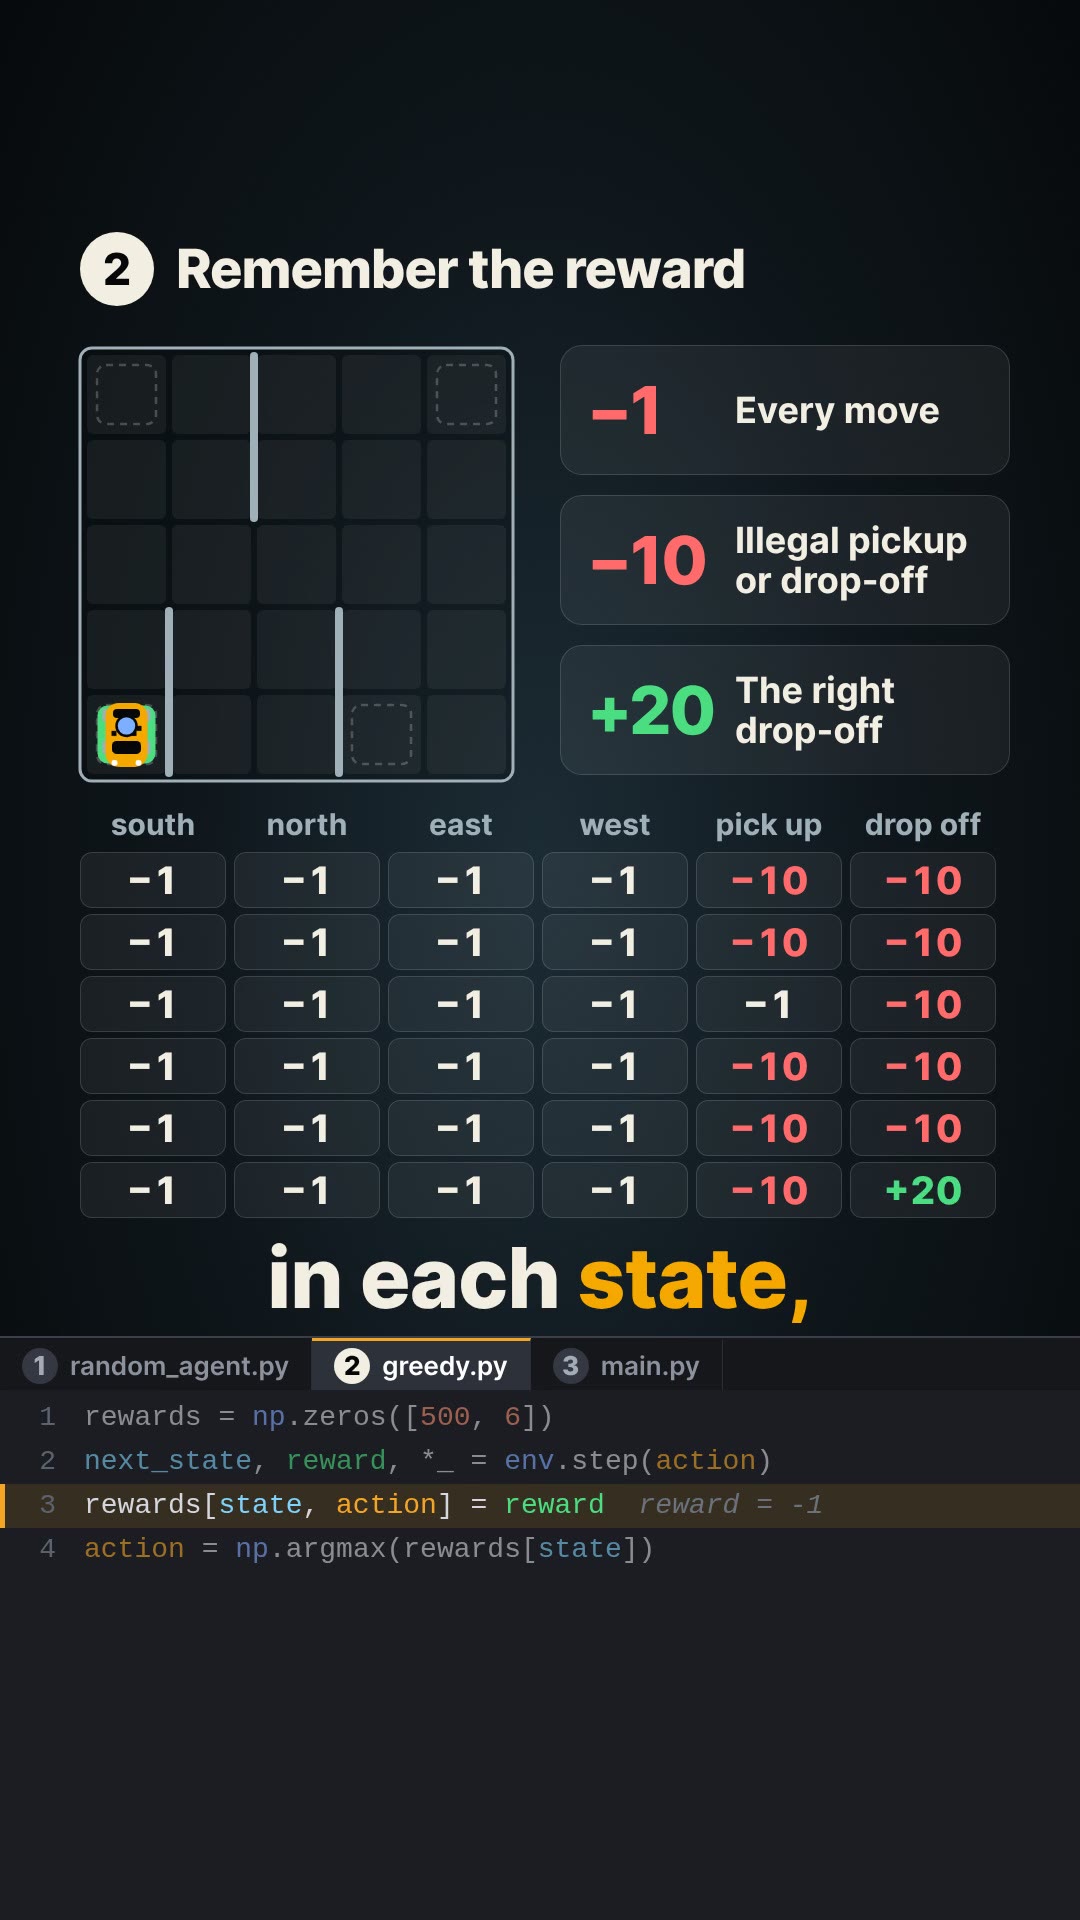 2 Remember the reward
−1 Every move
−10 Illegal pickup
or drop-off
+20 The right
drop-off
south north east west pick up drop off
−1 −1 −1 −1 −10 −10
−1 −1 −1 −1 −10 −10
−1 −1 −1 −1 −1 −10
−1 −1 −1 −1 −10 −10
−1 −1 −1 −1 −10 −10
−1 −1 −1 −1 −10 +20
in each state,
1 random_agent.py 2 greedy.py 3 main.py
1 rewards = np.zeros([500, 6])
2 next_state, reward, *_ = env.step(action)
3 rewards[state, action] = reward reward = -1
4 action = np.argmax(rewards[state])